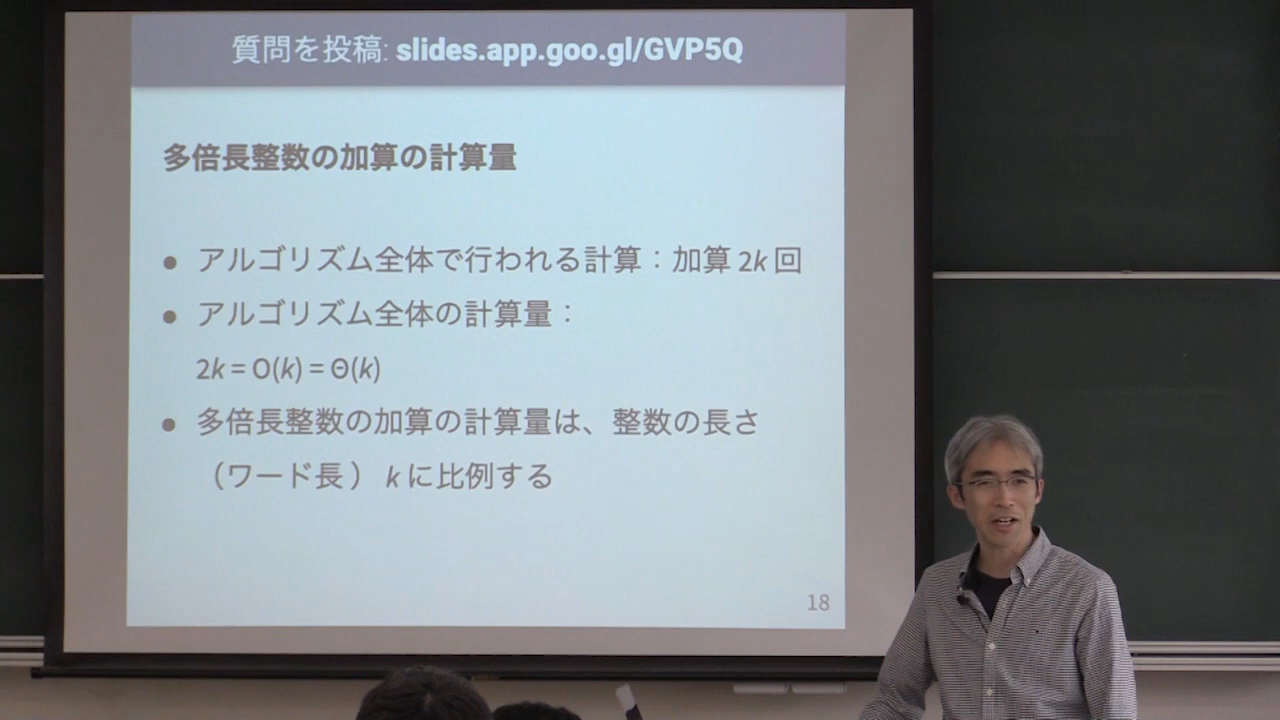 質問を投稿: slides.app.goo.gl/GVP5Q
多倍長整数の加算の計算量
● アルゴリズム全体で行われる計算：加算 2k 回
● アルゴリズム全体の計算量：
2k = O(k) = Θ(k)
● 多倍長整数の加算の計算量は、整数の長さ
（ワード長） k に比例する
18